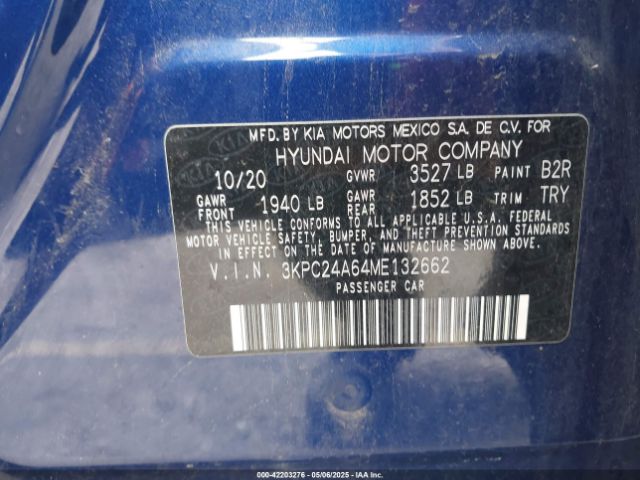 MFD. BY KIA MOTORS MEXICO S.A. DE C.V. FOR
HYUNDAI MOTOR COMPANY
10/20 GVWR 3527 LB PAINT B2R
GAWR FRONT 1940 LB GAWR REAR 1852 LB TRIM TRY
THIS VEHICLE CONFORMS TO ALL APPLICABLE U.S.A. FEDERAL
MOTOR VEHICLE SAFETY, BUMPER, AND THEFT PREVENTION STANDARDS
IN EFFECT ON THE DATE OF MANUFACTURE SHOWN ABOVE.
V.I.N. 3KPC24A64ME132662
PASSENGER CAR
000-42203276 - 05/06/2025 - IAAI.COM